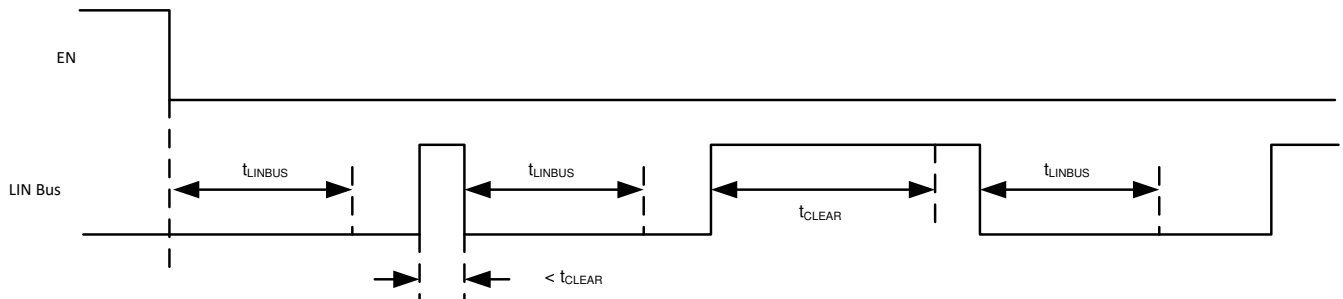 EN
LIN Bus
tLINBUS
tLINBUS
tCLEAR
tLINBUS
< tCLEAR